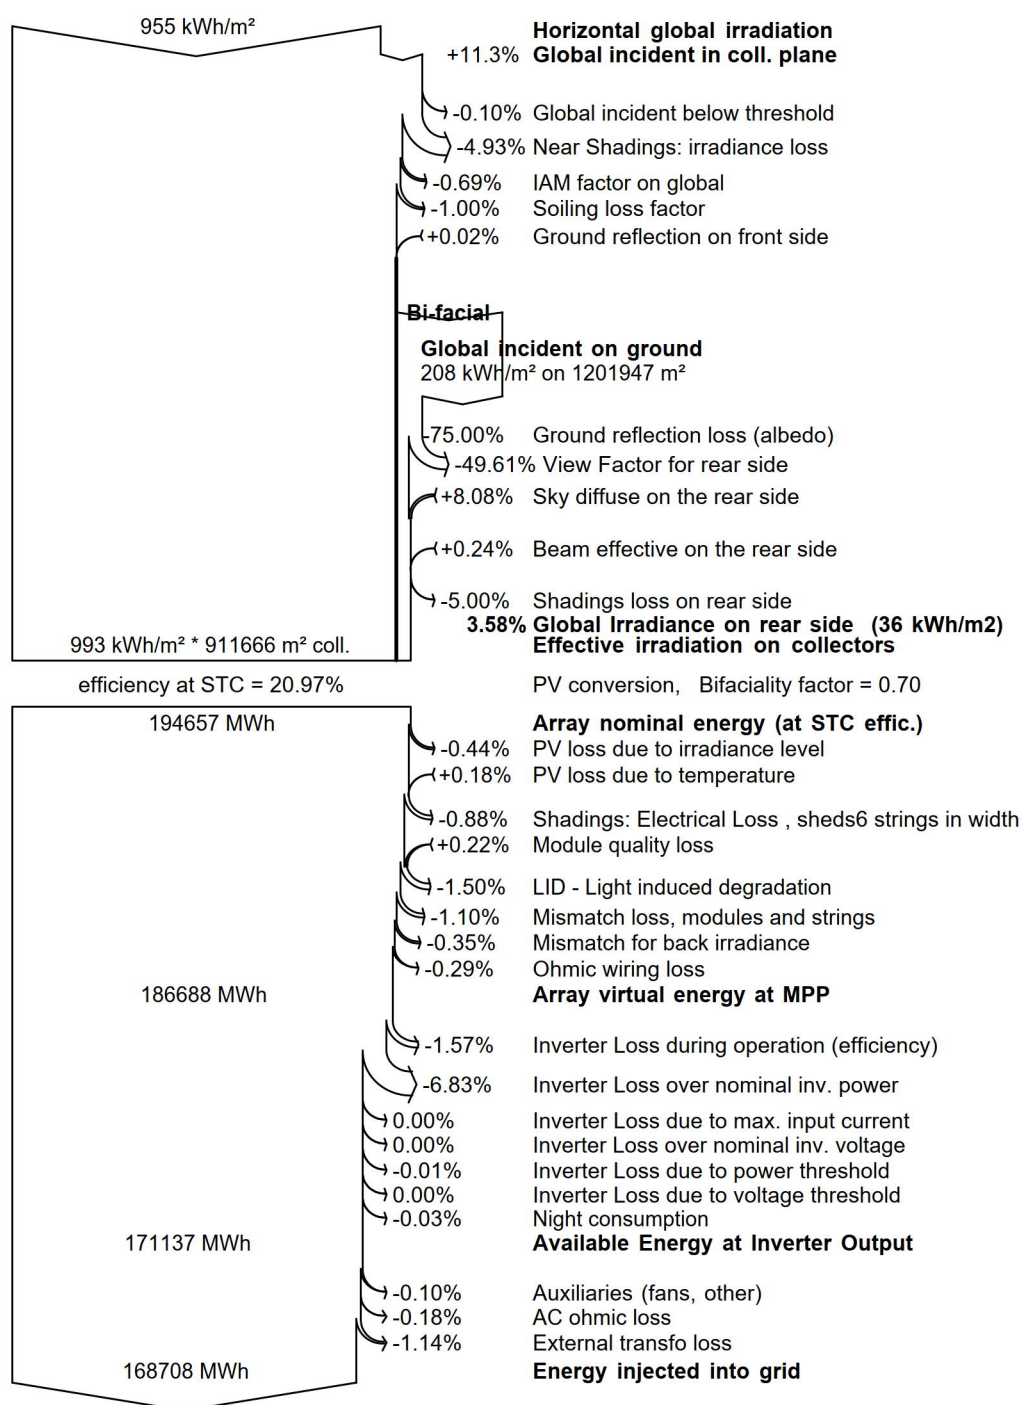 955 kWh/m² Horizontal global irradiation
+11.3% Global incident in coll. plane
-0.10% Global incident below threshold
-4.93% Near Shadings: irradiance loss
-0.69% IAM factor on global
-1.00% Soiling loss factor
+0.02% Ground reflection on front side
Bi-facial
Global incident on ground
208 kWh/m² on 1201947 m²
-75.00% Ground reflection loss (albedo)
-49.61% View Factor for rear side
+8.08% Sky diffuse on the rear side
+0.24% Beam effective on the rear side
-5.00% Shadings loss on rear side
3.58% Global Irradiance on rear side (36 kWh/m2)
993 kWh/m² * 911666 m² coll. Effective irradiation on collectors
efficiency at STC = 20.97% PV conversion, Bifaciality factor = 0.70
194657 MWh Array nominal energy (at STC effic.)
-0.44% PV loss due to irradiance level
+0.18% PV loss due to temperature
-0.88% Shadings: Electrical Loss , sheds6 strings in width
+0.22% Module quality loss
-1.50% LID - Light induced degradation
-1.10% Mismatch loss, modules and strings
-0.35% Mismatch for back irradiance
-0.29% Ohmic wiring loss
186688 MWh Array virtual energy at MPP
-1.57% Inverter Loss during operation (efficiency)
-6.83% Inverter Loss over nominal inv. power
0.00% Inverter Loss due to max. input current
0.00% Inverter Loss over nominal inv. voltage
-0.01% Inverter Loss due to power threshold
0.00% Inverter Loss due to voltage threshold
-0.03% Night consumption
171137 MWh Available Energy at Inverter Output
-0.10% Auxiliaries (fans, other)
-0.18% AC ohmic loss
-1.14% External transfo loss
168708 MWh Energy injected into grid